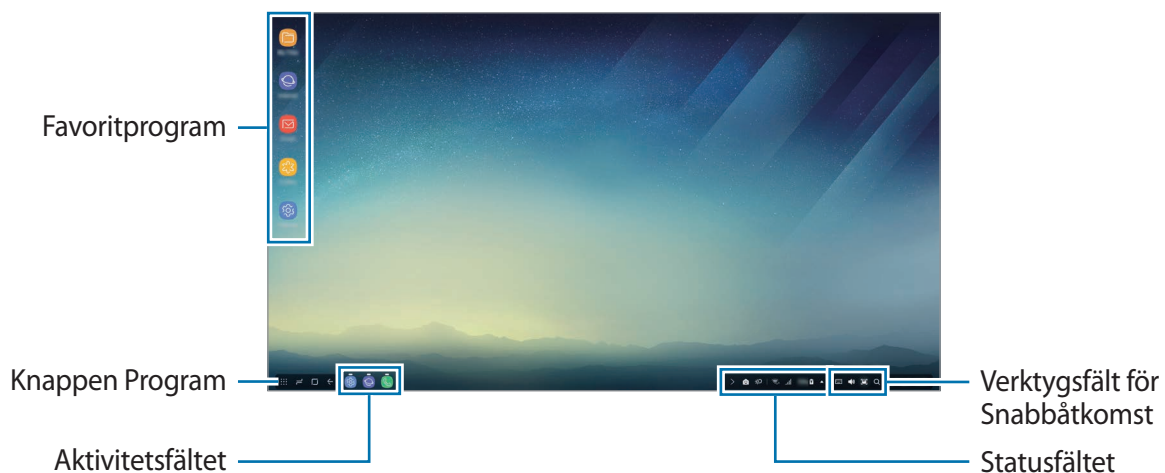 Favoritprogram
Knappen Program
Aktivitetsfältet
Verktygsfält för
Snabbåtkomst
Statusfältet